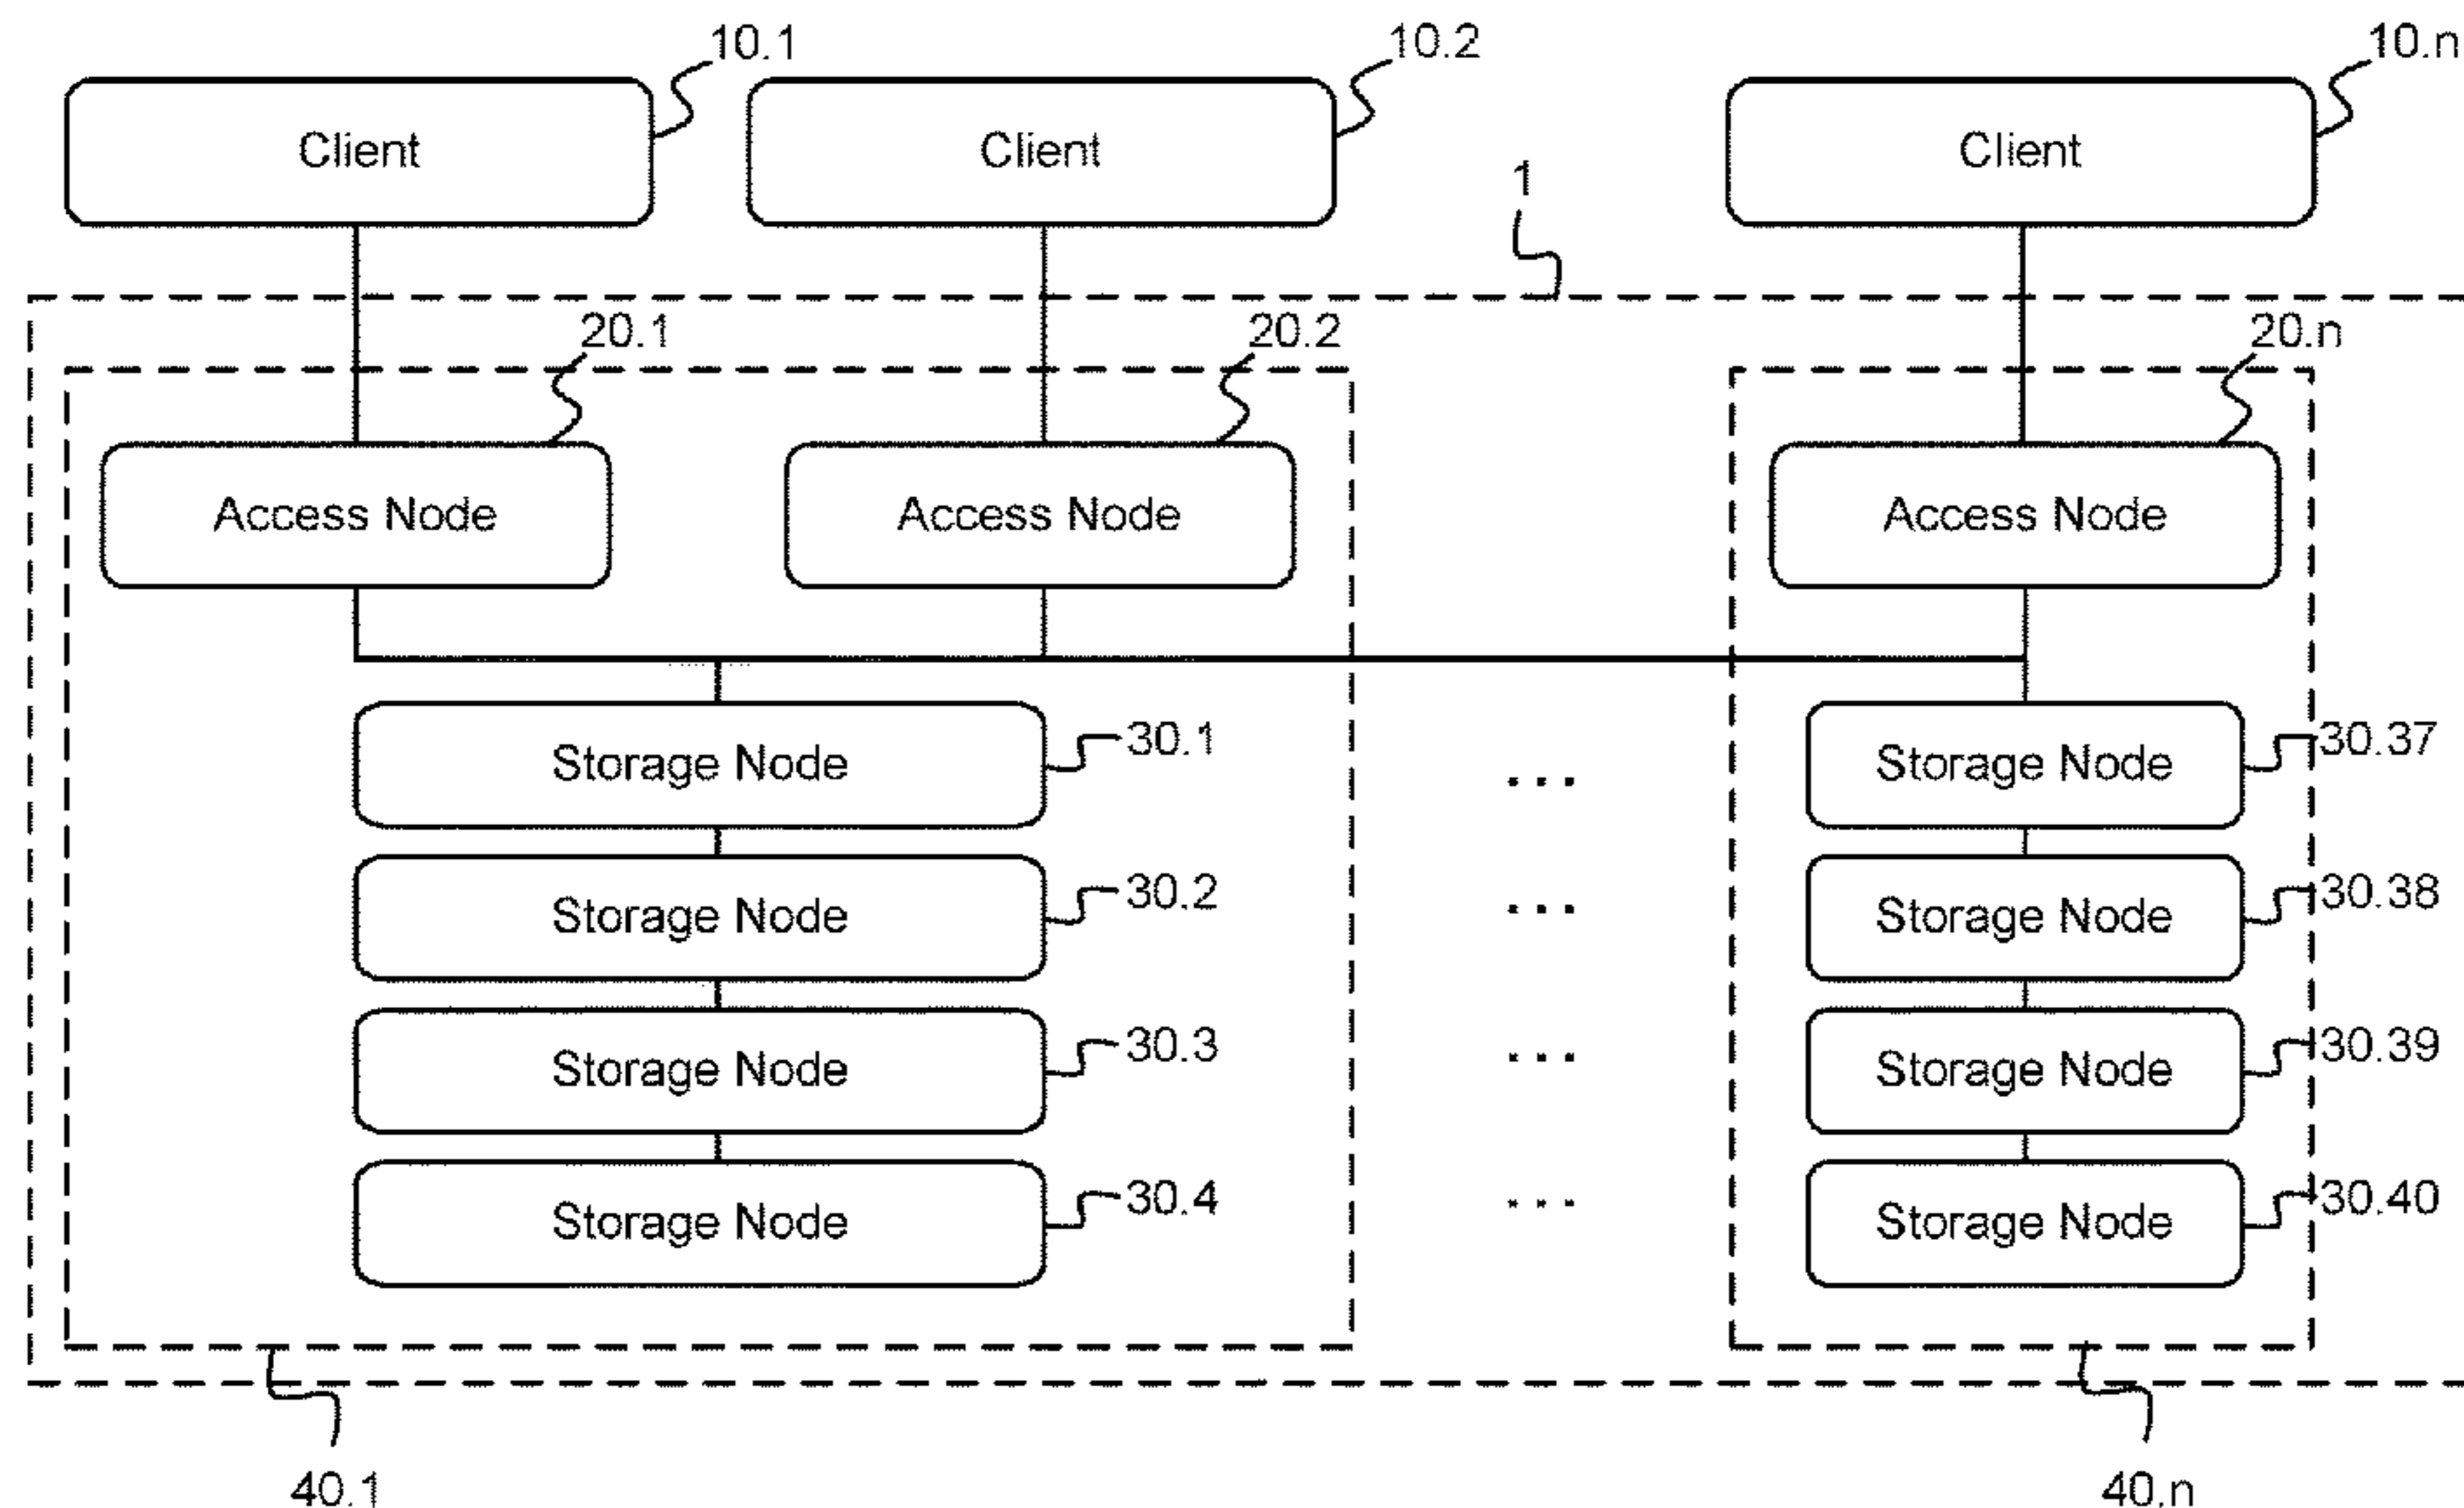 10.1
10.2
10.n
Client
Client
Client
1
20.1
20.2
20.n
Access Node
Access Node
Access Node
Storage Node
30.1
...
Storage Node
30.37
Storage Node
30.2
...
Storage Node
30.38
Storage Node
30.3
...
Storage Node
30.39
Storage Node
30.4
...
Storage Node
30.40
40.1
40.n